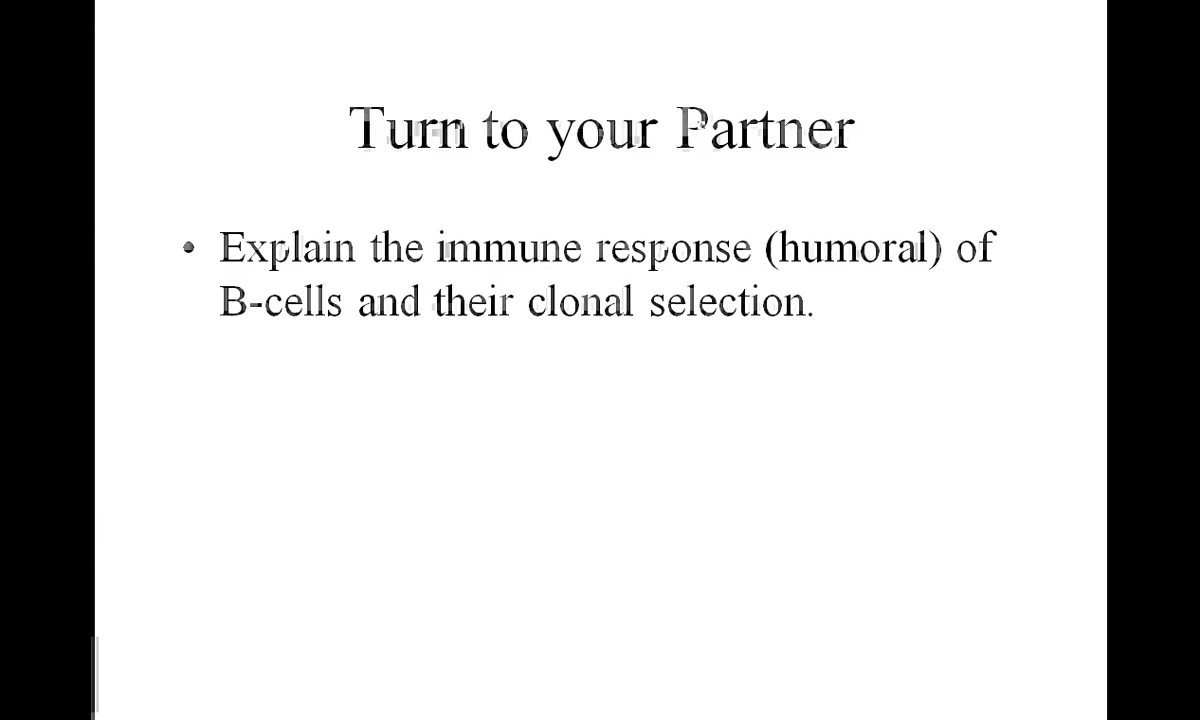 Turn to your Partner
• Explain the immune response (humoral) of
B-cells and their clonal selection.